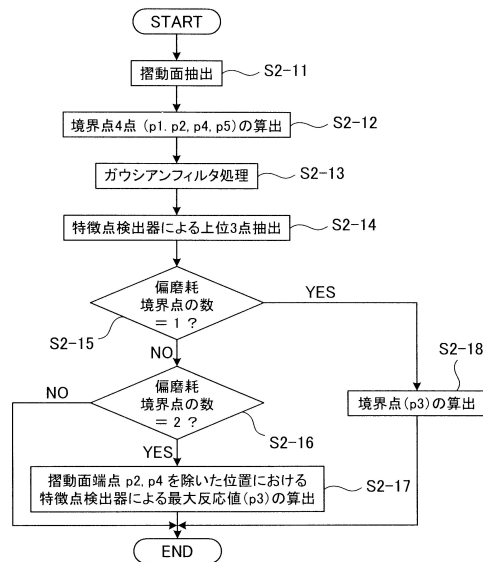 START
摺動面抽出
S2-11
境界点4点 (p1. p2, p4, p5) の算出
S2-12
ガウシアンフィルタ処理
S2-13
特徴点検出器による上位3点抽出
S2-14
偏磨耗
境界点の数
= 1 ?
YES
S2-15
NO
S2-18
境界点(p3)の算出
NO
偏磨耗
境界点の数
= 2 ?
S2-16
YES
摺動面端点 p2, p4 を除いた位置における
特徴点検出器による最大反応値(p3)の算出
S2-17
END